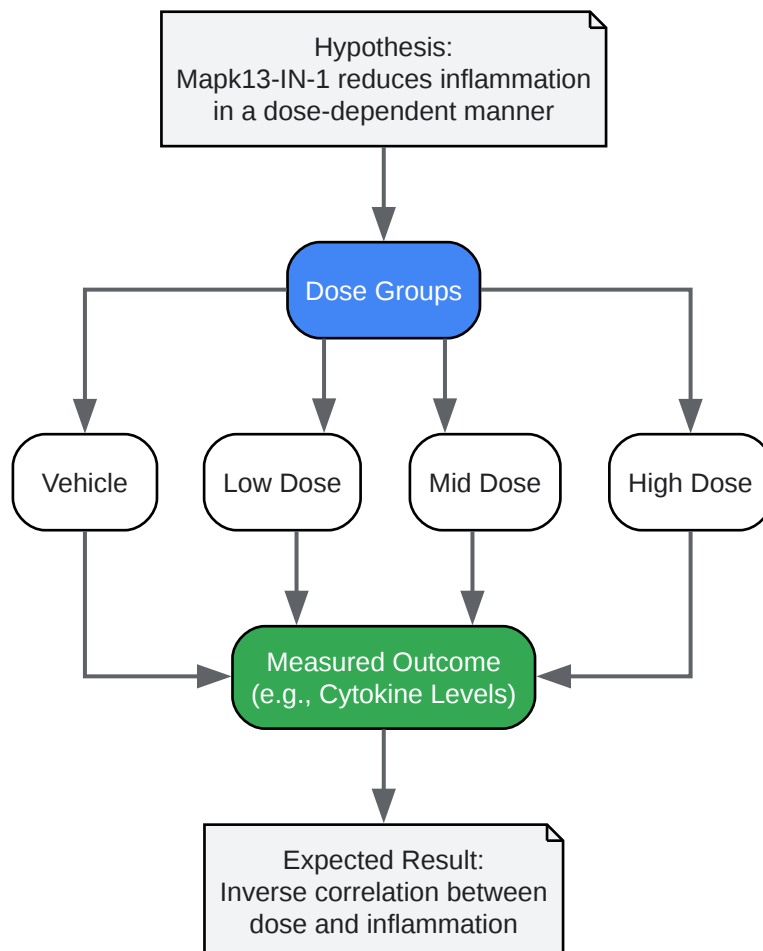 Hypothesis:
Mapk13-IN-1 reduces inflammation
in a dose-dependent manner
Dose Groups
Vehicle
Low Dose
Mid Dose
High Dose
Measured Outcome
(e.g., Cytokine Levels)
Expected Result:
Inverse correlation between
dose and inflammation